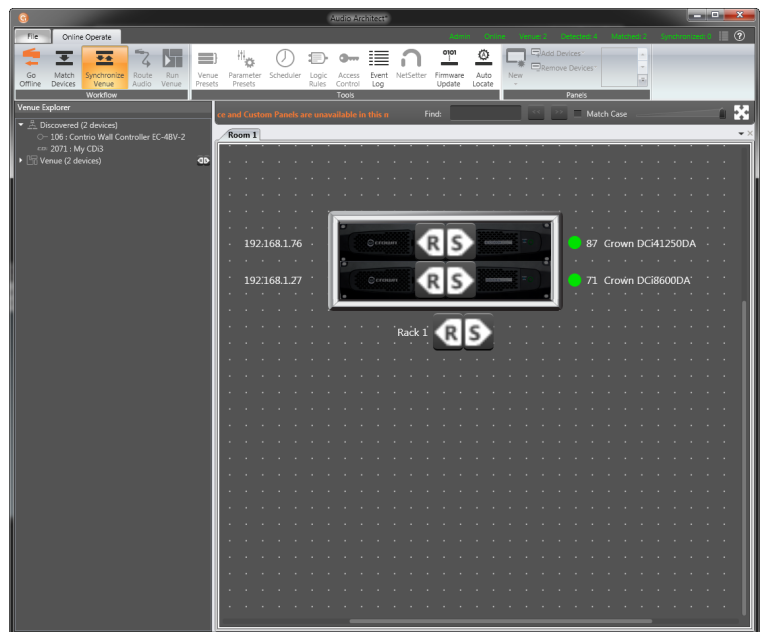 Audio Architect*
File
Online Operate
Admin Online Venue: 2 Detected: 4 Matched: 2 Synchronized: 0
Go Offline
Match Devices
Synchronize Venue
Route Audio
Run Venue
Workflow
Venue Presets
Parameter Presets
Scheduler
Logic Rules
Access Control
Event Log
NetSetter
Firmware Update
Auto Locate
Tools
New
Add Devices
Remove Devices
Panels
Venue Explorer
ce and Custom Panels are unavailable in this n
Find:
Match Case
Discovered (2 devices)
106 : Contrio Wall Controller EC-4BV-2
2071 : My CDi3
Venue (2 devices)
Room 1
192.168.1.76
R S
87 Crown DCi41250DA
192.168.1.27
R S
71 Crown DCi8600DA
Rack 1
R S